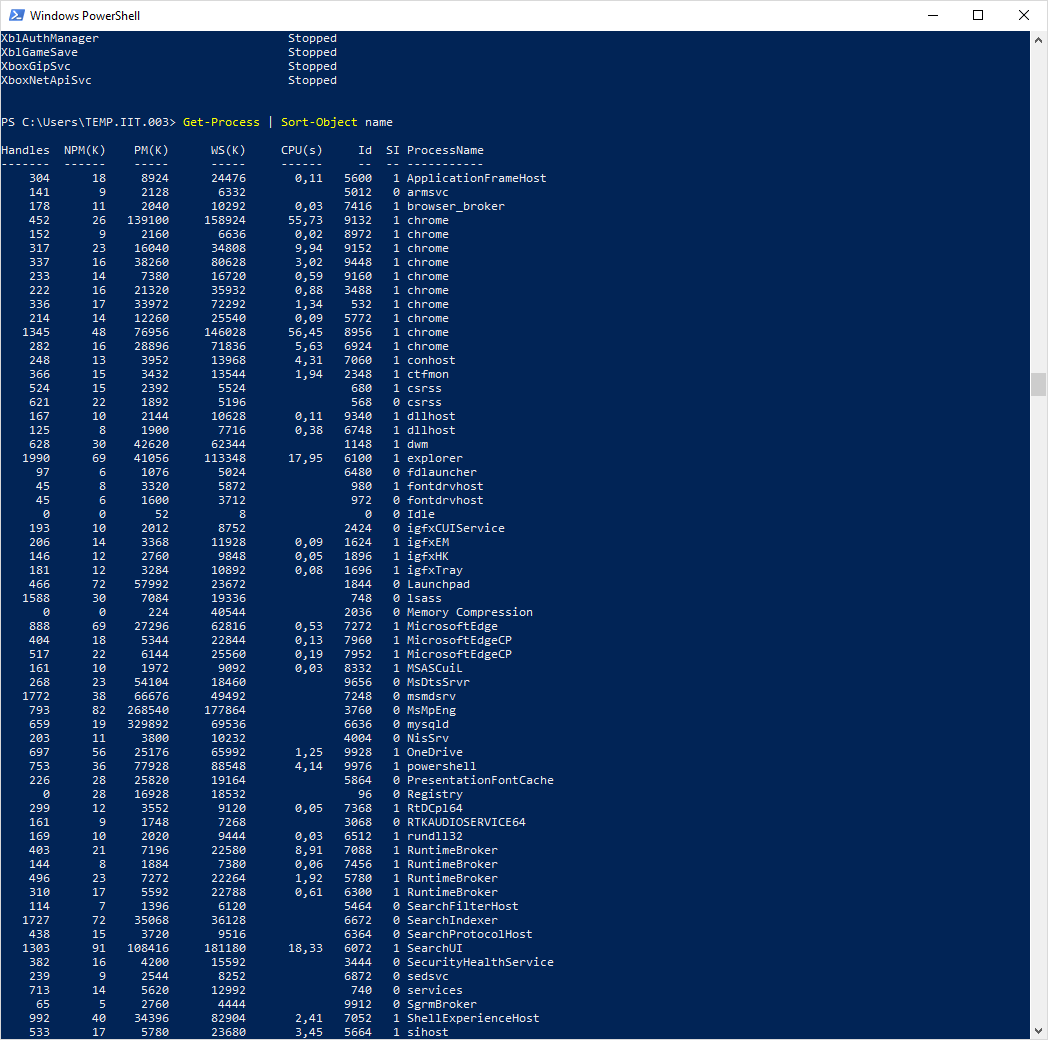 Windows PowerShell
XblAuthManager Stopped
XblGameSave Stopped
XboxGipSvc Stopped
XboxNetApiSvc Stopped
PS C:\Users\TEMP.IIT.003> Get-Process | Sort-Object name
Handles NPM(K) PM(K) WS(K) CPU(s) Id SI ProcessName
------- ------ ----- ----- ------ -- -- -----------
304 18 8924 24476 0,11 5600 1 ApplicationFrameHost
141 9 2128 6332 5012 0 armsvc
178 11 2040 10292 0,03 7416 1 browser_broker
452 26 139100 158924 55,73 9132 1 chrome
152 9 2160 6636 0,02 8972 1 chrome
317 23 16040 34808 9,94 9152 1 chrome
337 16 38260 80628 3,02 9448 1 chrome
233 14 7380 16720 0,59 9160 1 chrome
222 16 21320 35932 0,88 3488 1 chrome
336 17 33972 72292 1,34 532 1 chrome
214 14 12260 25540 0,09 5772 1 chrome
1345 48 76956 146028 56,45 8956 1 chrome
282 16 28896 71836 5,63 6924 1 chrome
248 13 3952 13968 4,31 7060 1 conhost
366 15 3432 13544 1,94 2348 1 ctfmon
524 15 2392 5524 680 1 csrss
621 22 1892 5196 568 0 csrss
167 10 2144 10628 0,11 9340 1 dllhost
125 8 1900 7716 0,38 6748 1 dllhost
628 30 42620 62344 1148 1 dwm
1990 69 41056 113348 17,95 6100 1 explorer
97 6 1076 5024 6480 0 fdlauncher
45 8 3320 5872 980 1 fontdrvhost
45 6 1600 3712 972 0 fontdrvhost
0 0 52 8 0 0 Idle
193 10 2012 8752 2424 0 igfxCUIService
206 14 3368 11928 0,09 1624 1 igfxEM
146 12 2760 9848 0,05 1896 1 igfxHK
181 12 3284 10892 0,08 1696 1 igfxTray
466 72 57992 23672 1844 0 Launchpad
1588 30 7084 19336 748 0 lsass
0 0 224 40544 2036 0 Memory Compression
888 69 27296 62816 0,53 7272 1 MicrosoftEdge
404 18 5344 22844 0,13 7960 1 MicrosoftEdgeCP
517 22 6144 25560 0,19 7952 1 MicrosoftEdgeCP
161 10 1972 9092 0,03 8332 1 MSASCuiL
268 23 54104 18460 9656 0 MsDtsSrvr
1772 38 66676 49492 7248 0 msmdsrv
793 82 268540 177864 3760 0 MsMpEng
659 19 329892 69536 6636 0 mysqld
203 11 3800 10232 4004 0 NisSrv
697 56 25176 65992 1,25 9928 1 OneDrive
753 36 77928 88548 4,14 9976 1 powershell
226 28 25820 19164 5864 0 PresentationFontCache
0 28 16928 18532 96 0 Registry
299 12 3552 9120 0,05 7368 1 RtDCpl64
161 9 1748 7268 3068 0 RTKAUDIOSERVICE64
169 10 2020 9444 0,03 6512 1 rundll32
403 21 7196 22580 8,91 7088 1 RuntimeBroker
144 8 1884 7380 0,06 7456 1 RuntimeBroker
496 23 7272 22264 1,92 5780 1 RuntimeBroker
310 17 5592 22788 0,61 6300 1 RuntimeBroker
114 7 1396 6120 5464 0 SearchFilterHost
1727 72 35068 36128 6672 0 SearchIndexer
438 15 3720 9516 6364 0 SearchProtocolHost
1303 91 108416 181180 18,33 6072 1 SearchUI
382 16 4200 15592 3444 0 SecurityHealthService
239 9 2544 8252 6872 0 sedsvc
713 14 5620 12992 740 0 services
65 5 2760 4444 9912 0 SgrmBroker
992 40 34396 82904 2,41 7052 1 ShellExperienceHost
533 17 5780 23680 3,45 5664 1 sihost